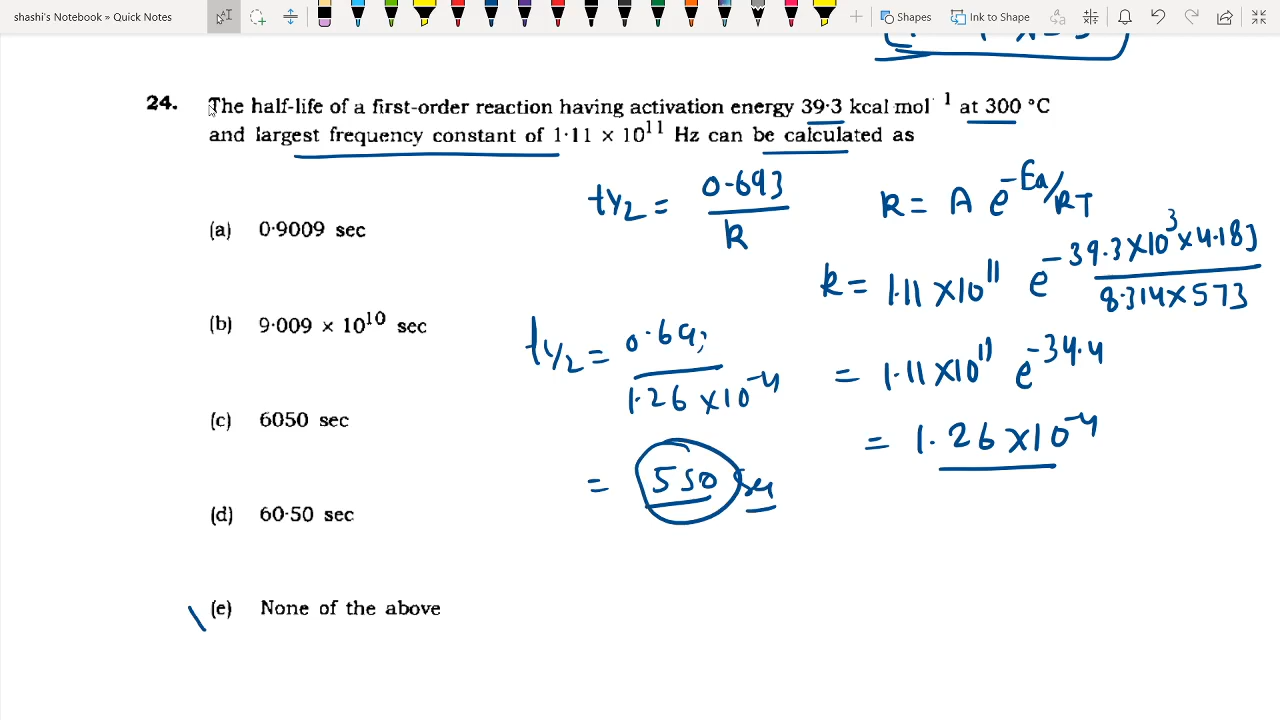 shashi's Notebook » Quick Notes
Shapes
Ink to Shape
24. The half-life of a first-order reaction having activation energy 39·3 kcal mol⁻¹ at 300 °C
and largest frequency constant of 1·11 × 10¹¹ Hz can be calculated as
t½ = 0.693 / k
k = A e^-Ea/RT
(a) 0·9009 sec
k = 1.11 × 10¹¹ e^-39.3×10³×4.183 / 8.314×573
(b) 9·009 × 10¹⁰ sec
t½ = 0.69 / 1.26 × 10⁻⁴
= 1.11 × 10¹¹ e^-34.4
(c) 6050 sec
= 1.26 × 10⁻⁴
= 550 sec
(d) 60·50 sec
(e) None of the above